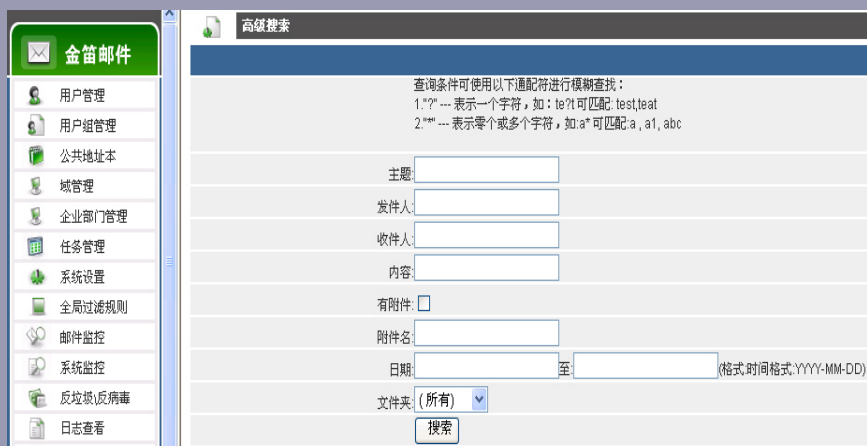 金笛邮件
用户管理
用户组管理
公共地址本
域管理
企业部门管理
任务管理
系统设置
全局过滤规则
邮件监控
系统监控
反垃圾\反病毒
日志查看
高级搜索
查询条件可使用以下通配符进行模糊查找：
1."?" --- 表示一个字符，如：te?t 可匹配: test,teat
2."*" --- 表示零个或多个字符，如:a* 可匹配:a , a1, abc
主题:
发件人:
收件人:
内容:
有附件:
附件名:
日期: 至: (格式:时间格式:YYYY-MM-DD)
文件夹: (所有)
搜索